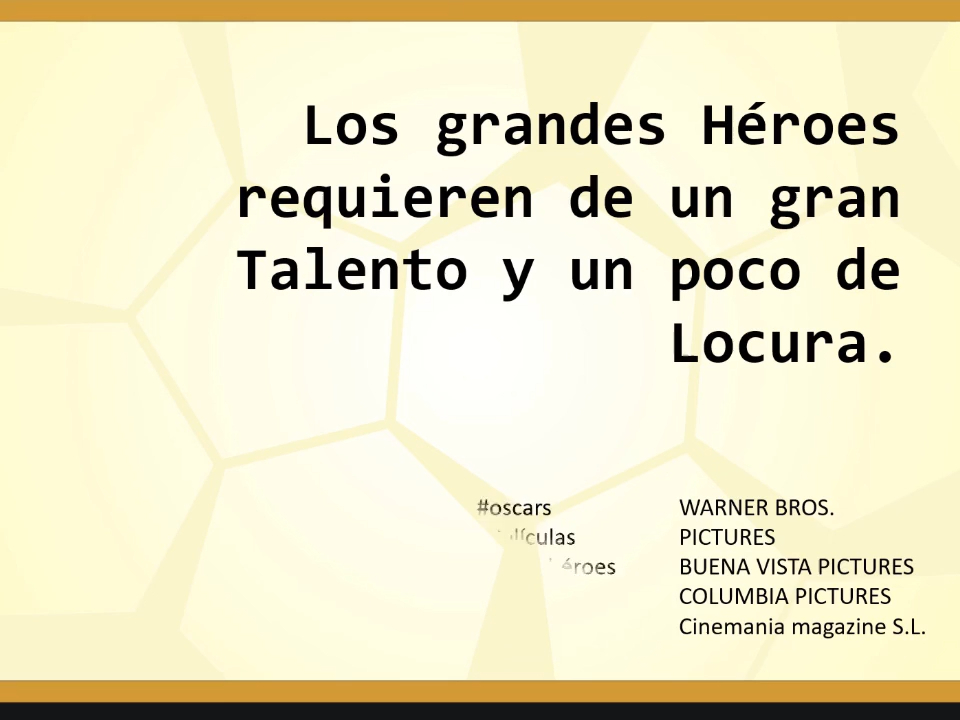 Los grandes Héroes
requieren de un gran
Talento y un poco de
Locura.
#oscars
WARNER BROS.
PICTURES
BUENA VISTA PICTURES
COLUMBIA PICTURES
Cinemania magazine S.L.